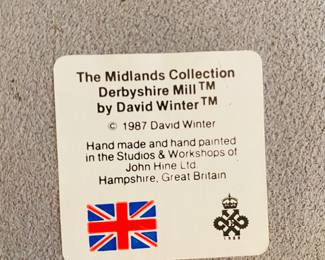 The Midlands Collection
Derbyshire Mill™
by David Winter™
© 1987 David Winter
Hand made and hand painted
in the Studios & Workshops of
John Hine Ltd.
Hampshire, Great Britain